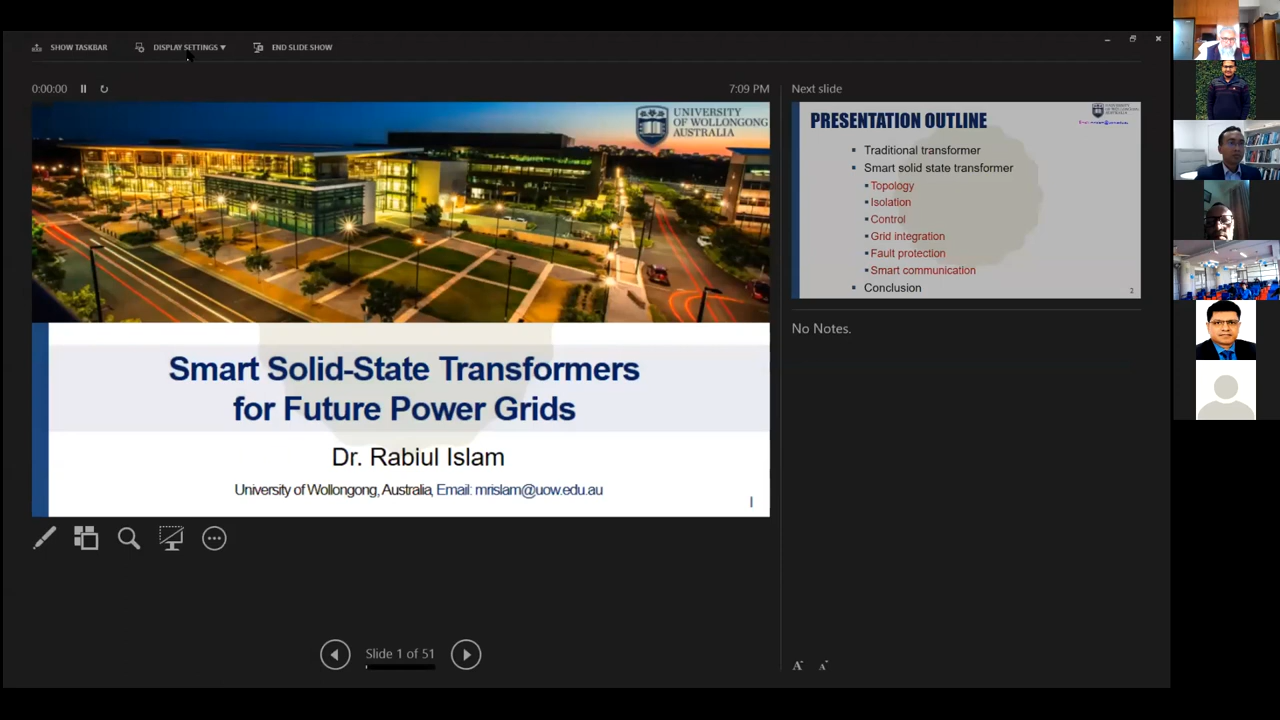 SHOW TASKBAR
DISPLAY SETTINGS ▼
END SLIDE SHOW
0:00:00
7:09 PM
UNIVERSITY
OF WOLLONGONG
AUSTRALIA
Smart Solid-State Transformers
for Future Power Grids
Dr. Rabiul Islam
University of Wollongong, Australia, Email: mrislam@uow.edu.au
1
Slide 1 of 51
Next slide
PRESENTATION OUTLINE
▪ Traditional transformer
▪ Smart solid state transformer
▪ Topology
▪ Isolation
▪ Control
▪ Grid integration
▪ Fault protection
▪ Smart communication
▪ Conclusion
2
No Notes.
A A